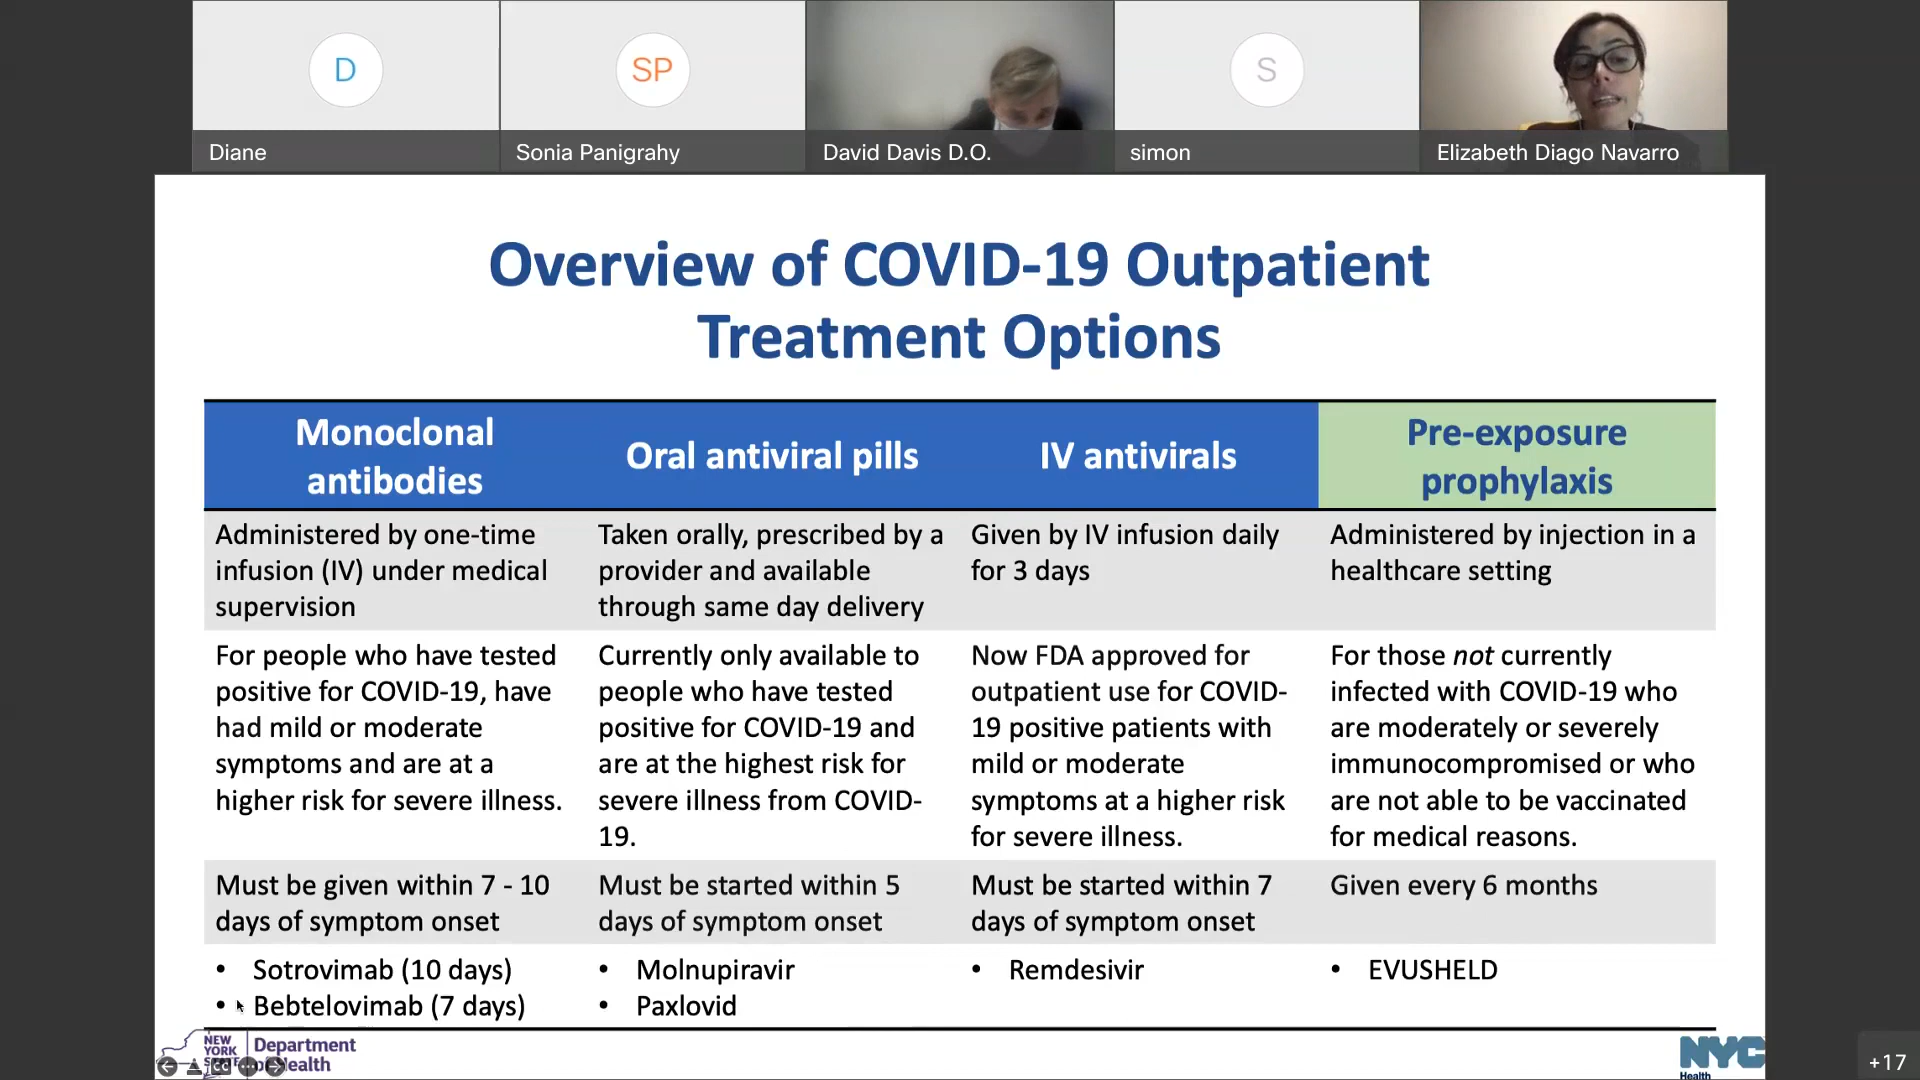 D
SP
S
Diane
Sonia Panigrahy
David Davis D.O.
simon
Elizabeth Diago Navarro
Overview of COVID-19 Outpatient
Treatment Options
Monoclonal
antibodies
Oral antiviral pills
IV antivirals
Pre-exposure
prophylaxis
Administered by one-time
infusion (IV) under medical
supervision
Taken orally, prescribed by a
provider and available
through same day delivery
Given by IV infusion daily
for 3 days
Administered by injection in a
healthcare setting
For people who have tested
positive for COVID-19, have
had mild or moderate
symptoms and are at a
higher risk for severe illness.
Currently only available to
people who have tested
positive for COVID-19 and
are at the highest risk for
severe illness from COVID-
19.
Now FDA approved for
outpatient use for COVID-
19 positive patients with
mild or moderate
symptoms at a higher risk
for severe illness.
For those not currently
infected with COVID-19 who
are moderately or severely
immunocompromised or who
are not able to be vaccinated
for medical reasons.
Must be given within 7 - 10
days of symptom onset
Must be started within 5
days of symptom onset
Must be started within 7
days of symptom onset
Given every 6 months
• Sotrovimab (10 days)
• Bebtelovimab (7 days)
• Molnupiravir
• Paxlovid
• Remdesivir
• EVUSHELD
NEW
YORK
STATE
Department
of Health
CC
NYC
Health
+17